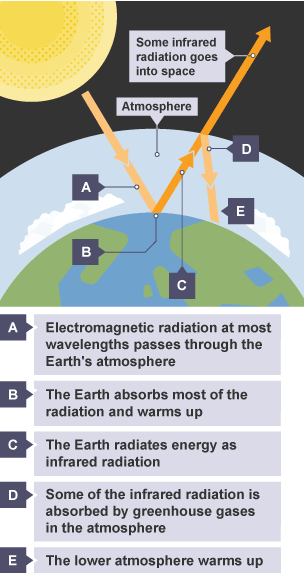 Some infrared
radiation goes
into space
Atmosphere
D
A
E
B
C
A
Electromagnetic radiation at most
wavelengths passes through the
Earth's atmosphere
B
The Earth absorbs most of the
radiation and warms up
C
The Earth radiates energy as
infrared radiation
D
Some of the infrared radiation is
absorbed by greenhouse gases
in the atmosphere
E
The lower atmosphere warms up